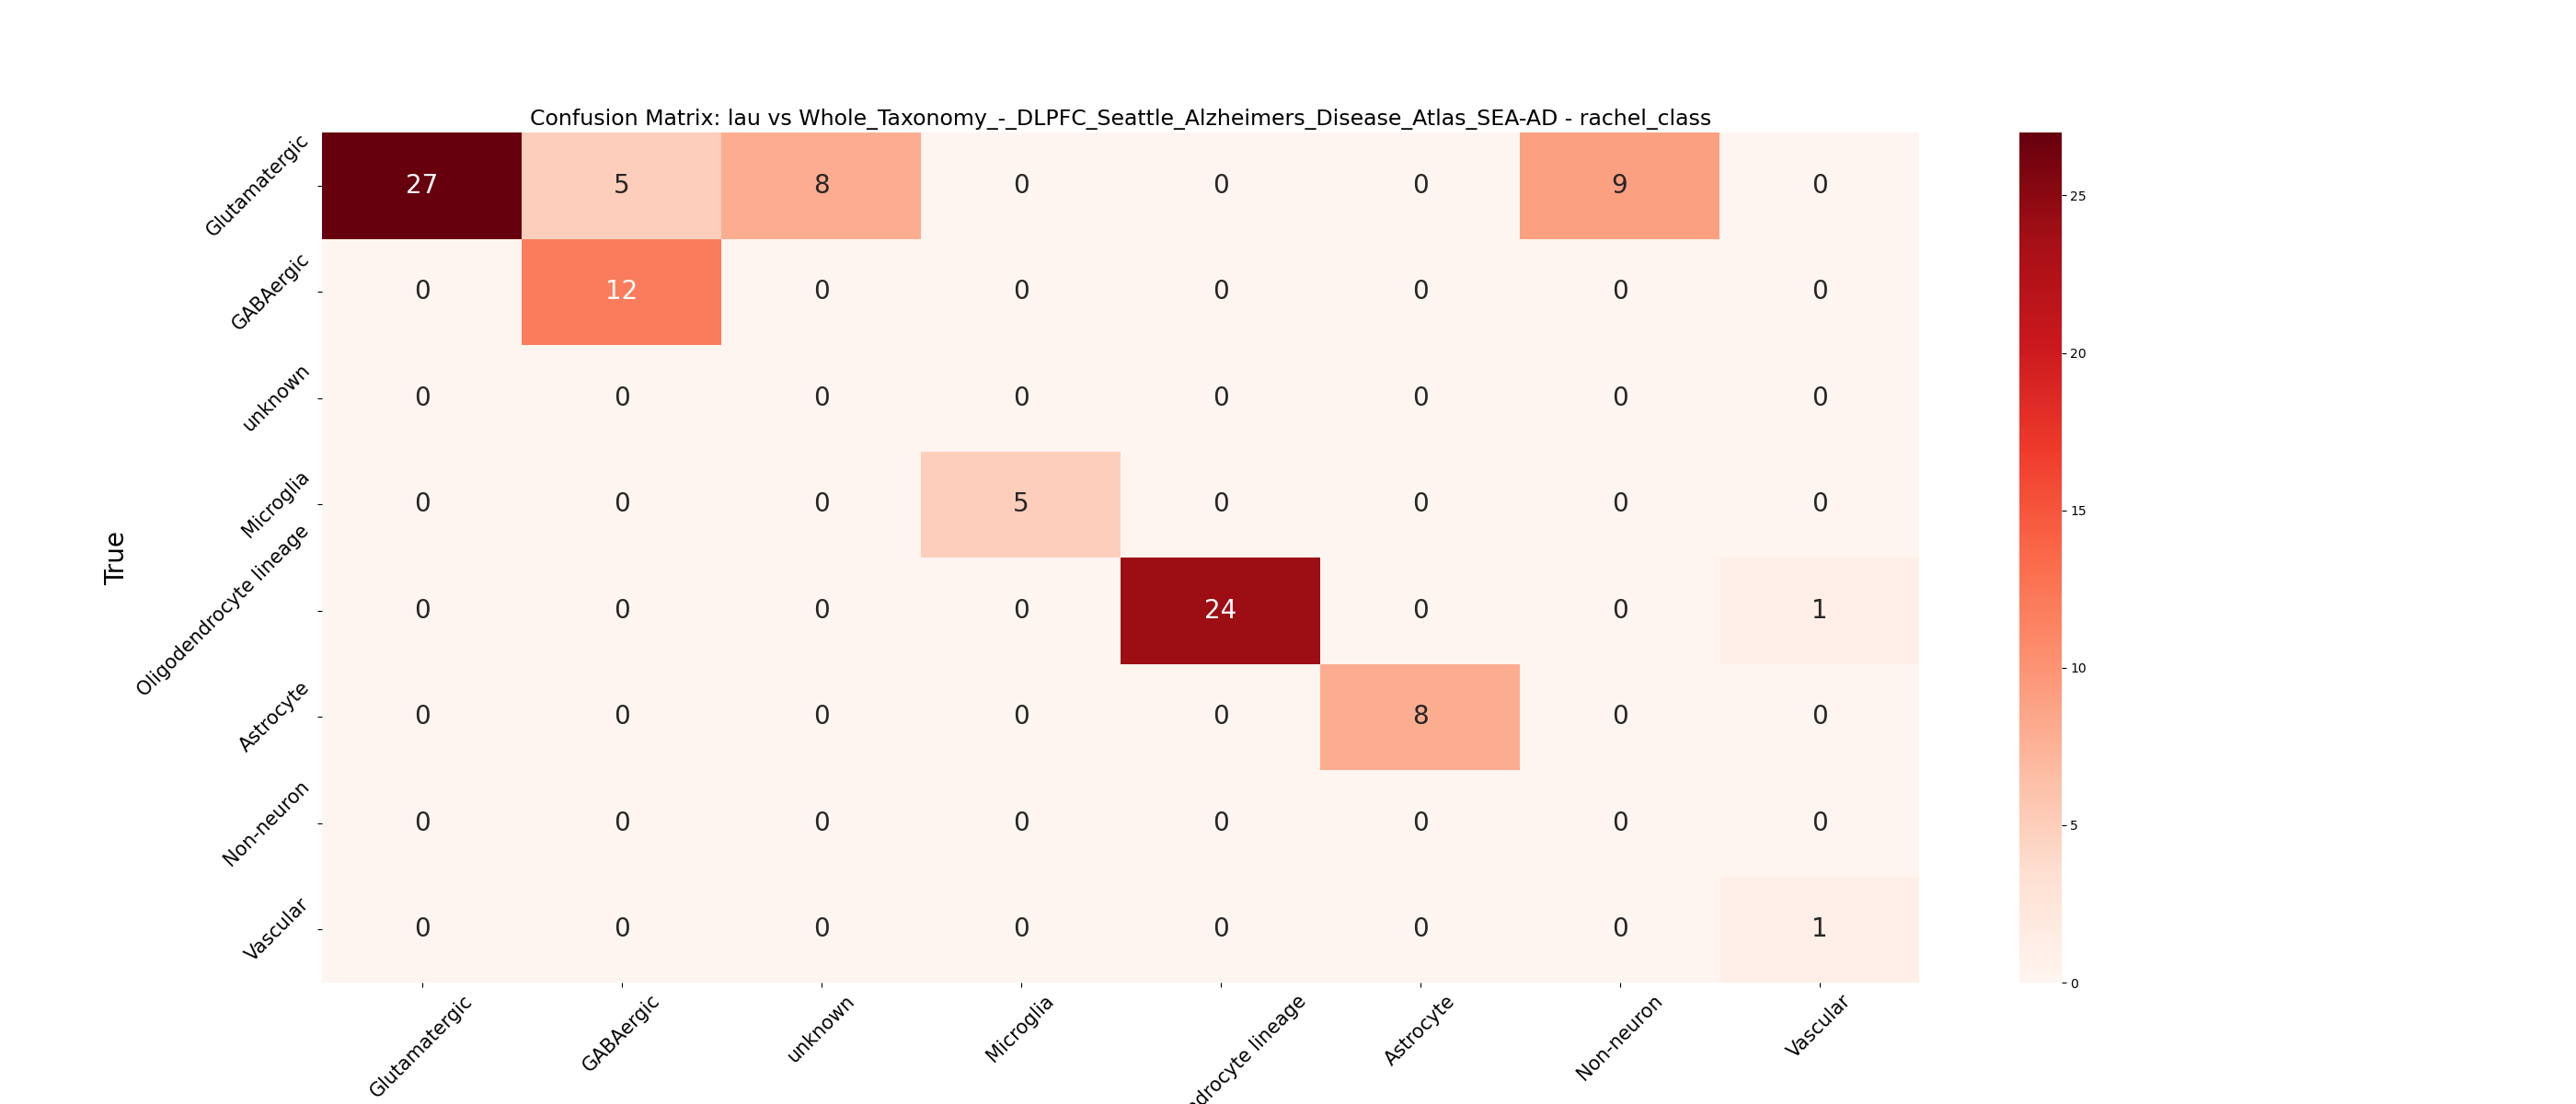 Confusion Matrix: lau vs Whole_Taxonomy_-_DLPFC_Seattle_Alzheimers_Disease_Atlas_SEA-AD - rachel_class
Glutamatergic 27 5 8 0 0 0 9 0
GABAergic 0 12 0 0 0 0 0 0
unknown 0 0 0 0 0 0 0 0
Microglia 0 0 0 5 0 0 0 0
Oligodendrocyte lineage 0 0 0 0 24 0 0 1
Astrocyte 0 0 0 0 0 8 0 0
Non-neuron 0 0 0 0 0 0 0 0
Vascular 0 0 0 0 0 0 0 1
True
Glutamatergic GABAergic unknown Microglia lineage Astrocyte Non-neuron Vascular
25
20
15
10
5
0